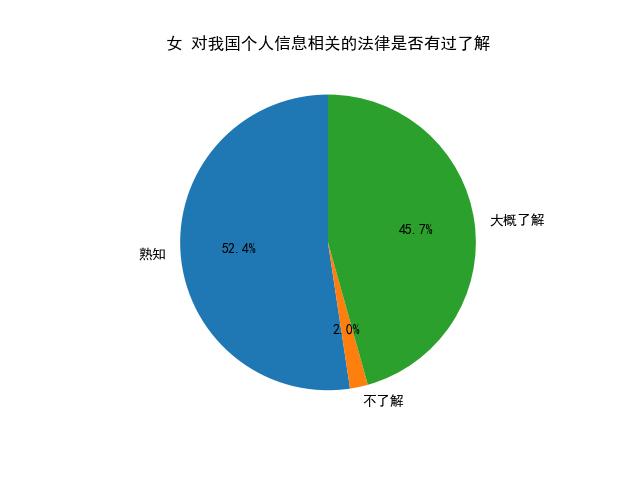 女 对我国个人信息相关的法律是否有过了解
大概了解
45.7%
52.4%
熟知
2.0%
不了解